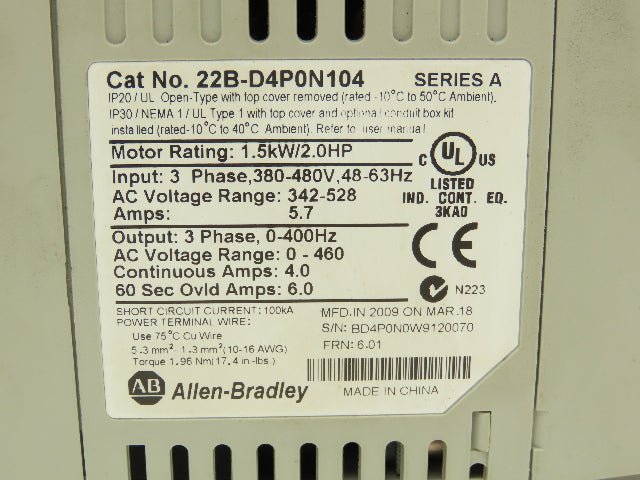 Cat No. 22B-D4P0N104 SERIES A
IP20 / UL Open-Type with top cover removed (rated -10°C to 50°C Ambient).
IP30 / NEMA 1 / UL Type 1 with top cover and optional conduit box kit
installed (rated-10°C to 40°C Ambient). Refer to user manual
Motor Rating: 1.5kW/2.0HP
C UL US
LISTED
IND. CONT. EQ.
3KA0
Input: 3 Phase,380-480V,48-63Hz
AC Voltage Range: 342-528
Amps: 5.7
Output: 3 Phase, 0-400Hz
AC Voltage Range: 0 - 460
Continuous Amps: 4.0
60 Sec Ovld Amps: 6.0
CE
N223
SHORT CIRCUIT CURRENT: 100kA
POWER TERMINAL WIRE:
Use 75°C Cu Wire
5.3 mm²- 1.3 mm²(10-16 AWG)
Torque 1.96 Nm(17.4 in-lbs.)
MFD.IN 2009 ON MAR.18
S/N: BD4P0N0W9120070
FRN: 6.01
AB Allen-Bradley
MADE IN CHINA